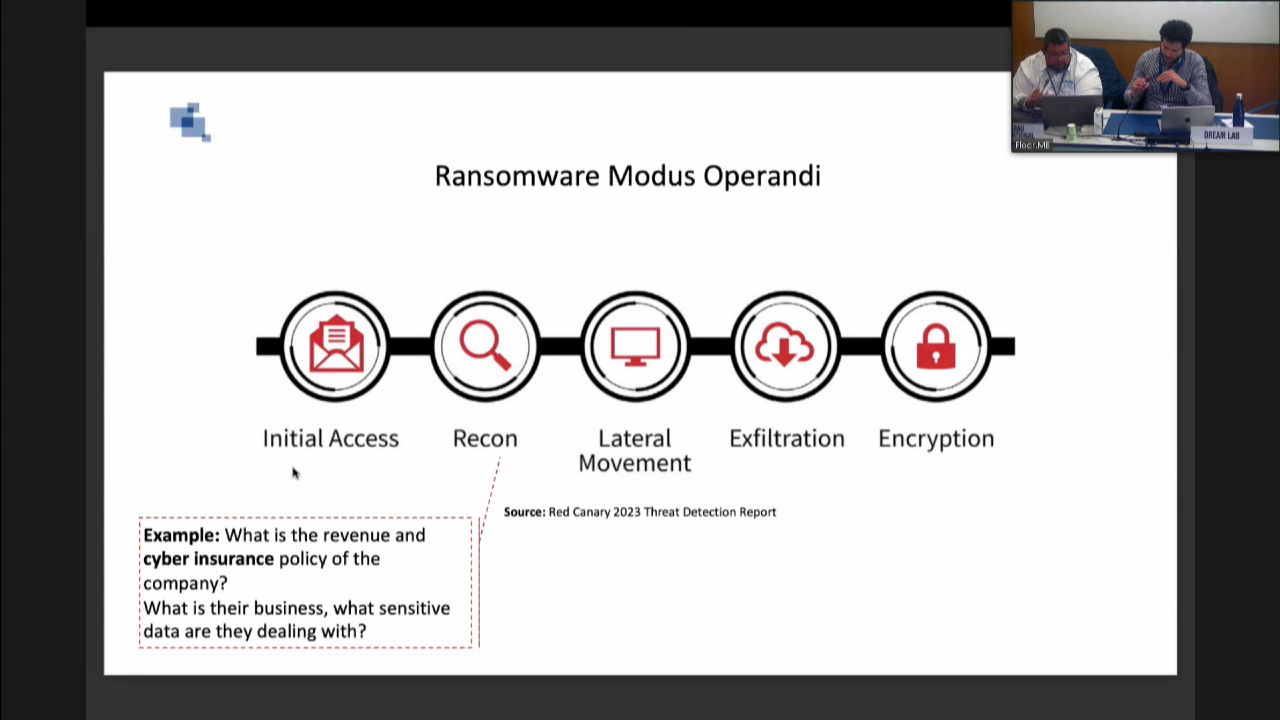 Ransomware Modus Operandi
Initial Access
Recon
Lateral
Movement
Exfiltration
Encryption
Source: Red Canary 2023 Threat Detection Report
Example: What is the revenue and
cyber insurance policy of the
company?
What is their business, what sensitive
data are they dealing with?
DREAM LAB
Floor.ME